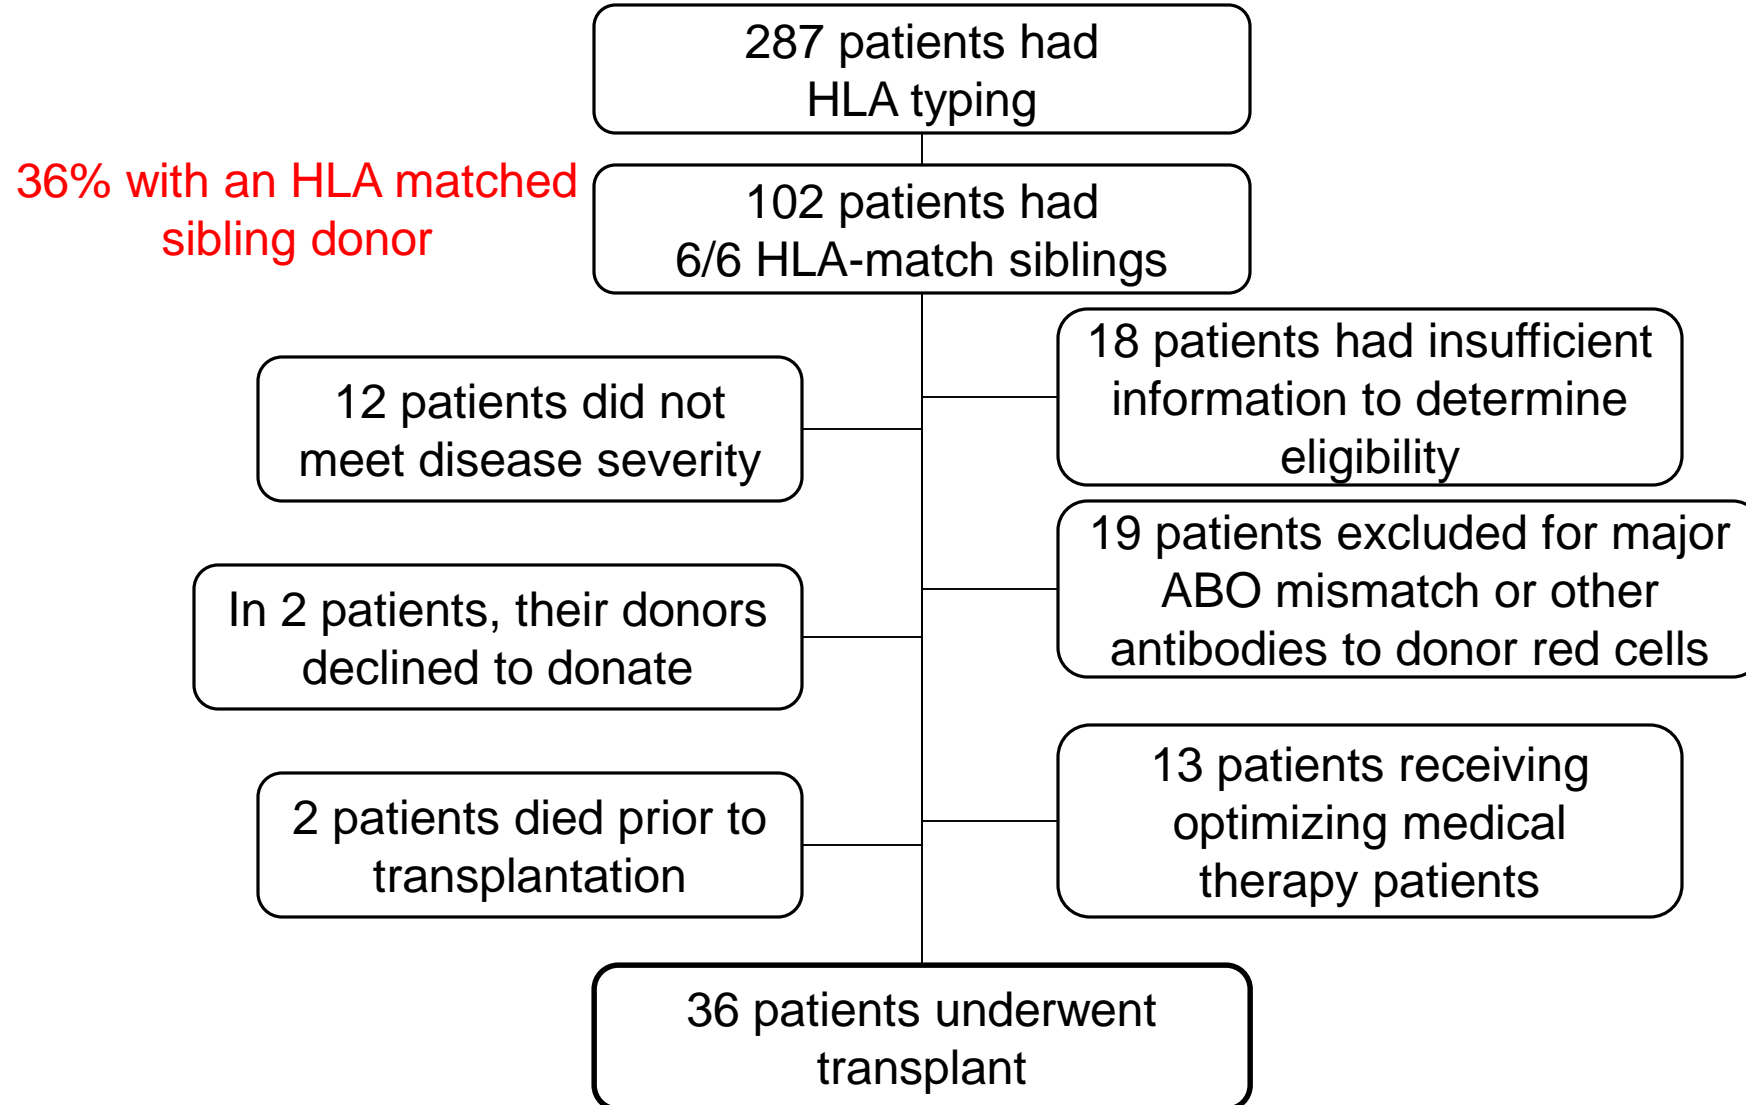 287 patients had
HLA typing
36% with an HLA matched
sibling donor
102 patients had
6/6 HLA-match siblings
18 patients had insufficient
information to determine
eligibility
12 patients did not
meet disease severity
19 patients excluded for major
ABO mismatch or other
antibodies to donor red cells
In 2 patients, their donors
declined to donate
13 patients receiving
optimizing medical
therapy patients
2 patients died prior to
transplantation
36 patients underwent
transplant